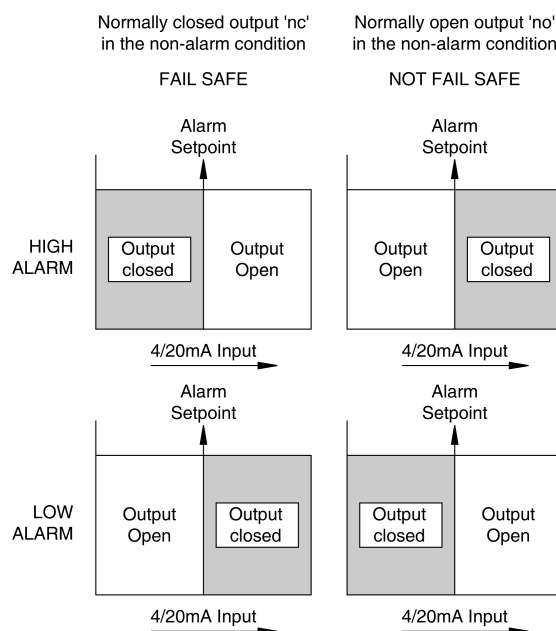 Normally closed output 'nc'
in the non-alarm condition
FAIL SAFE
Normally open output 'no'
in the non-alarm condition
NOT FAIL SAFE
HIGH
ALARM
Alarm
Setpoint
Output
closed
Output
Open
4/20mA Input
Alarm
Setpoint
Output
Open
Output
closed
4/20mA Input
LOW
ALARM
Alarm
Setpoint
Output
Open
Output
closed
4/20mA Input
Alarm
Setpoint
Output
closed
Output
Open
4/20mA Input